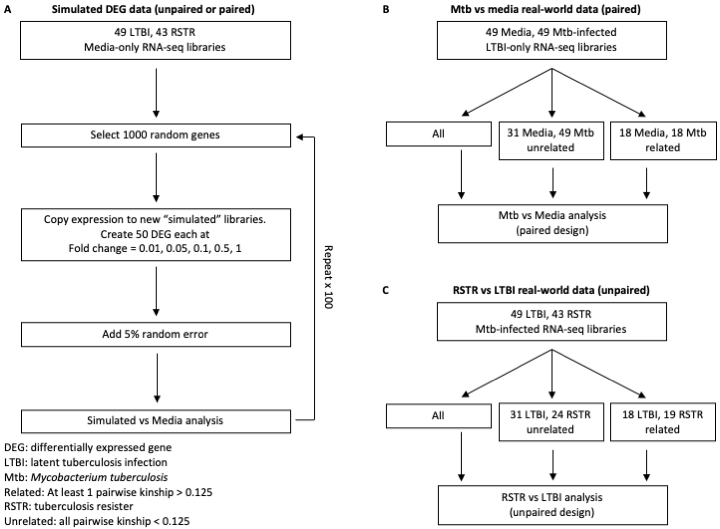 A
Simulated DEG data (unpaired or paired)
49 LTBI, 43 RSTR
Media-only RNA-seq libraries
Select 1000 random genes
Copy expression to new “simulated” libraries.
Create 50 DEG each at
Fold change = 0.01, 0.05, 0.1, 0.5, 1
Repeat x 100
Add 5% random error
Simulated vs Media analysis
DEG: differentially expressed gene
LTBI: latent tuberculosis infection
Mtb: Mycobacterium tuberculosis
Related: At least 1 pairwise kinship > 0.125
RSTR: tuberculosis resister
Unrelated: all pairwise kinship < 0.125
B
Mtb vs media real-world data (paired)
49 Media, 49 Mtb-infected
LTBI-only RNA-seq libraries
All
31 Media, 49 Mtb
unrelated
18 Media, 18 Mtb
related
Mtb vs Media analysis
(paired design)
C
RSTR vs LTBI real-world data (unpaired)
49 LTBI, 43 RSTR
Mtb-infected RNA-seq libraries
All
31 LTBI, 24 RSTR
unrelated
18 LTBI, 19 RSTR
related
RSTR vs LTBI analysis
(unpaired design)